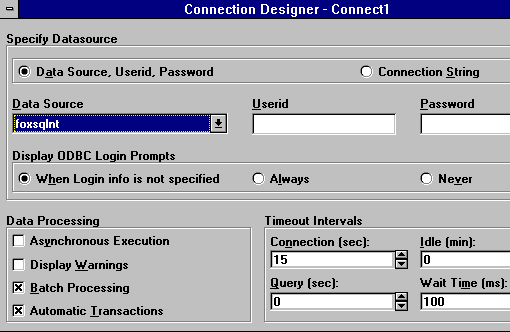 Connection Designer - Connect1
Specify Datasource
Data Source, Userid, Password Connection String
Data Source Userid Password
foxsqlnt
Display ODBC Login Prompts
When Login info is not specified Always Never
Data Processing Timeout Intervals
Asynchronous Execution Connection (sec): Idle (min):
15 0
Display Warnings
Batch Processing Query (sec): Wait Time (ms):
Automatic Transactions 0 100